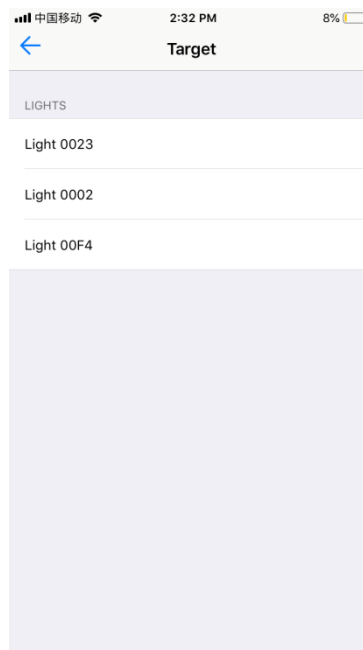 中国移动 2:32 PM 8%
Target
LIGHTS
Light 0023
Light 0002
Light 00F4